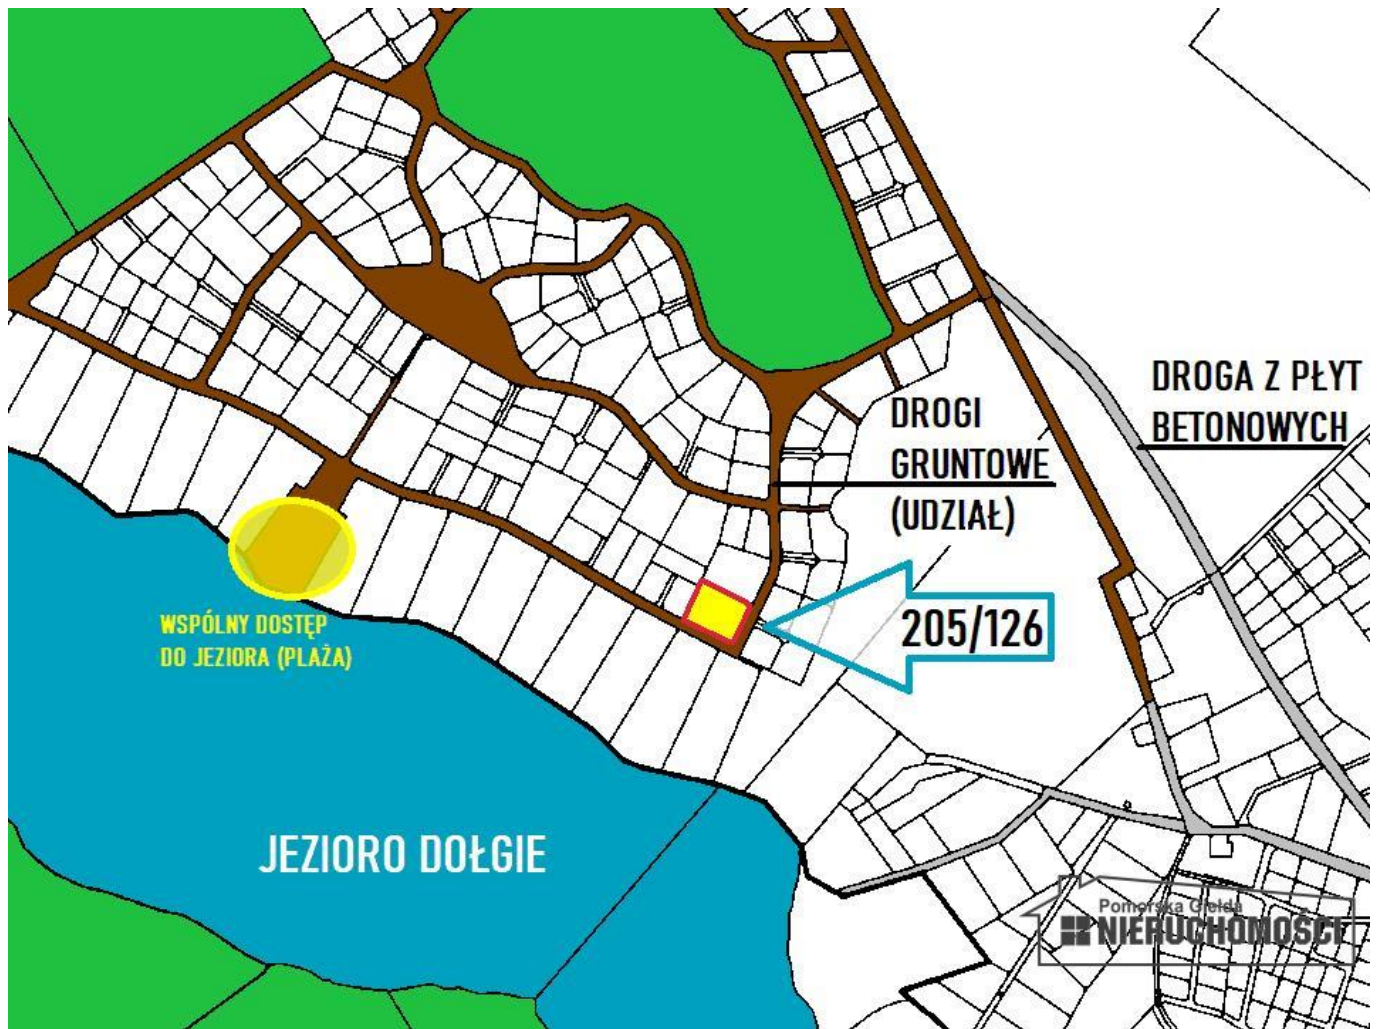 DROGA Z PŁYT
BETONOWYCH
DROGI
GRUNTOWE
(UDZIAŁ)
205/126
WSPÓLNY DOSTĘP
DO JEZIORA (PLAŻA)
JEZIORO DOŁGIE
Pomorska Giełda
NIERUCHOMOŚCI